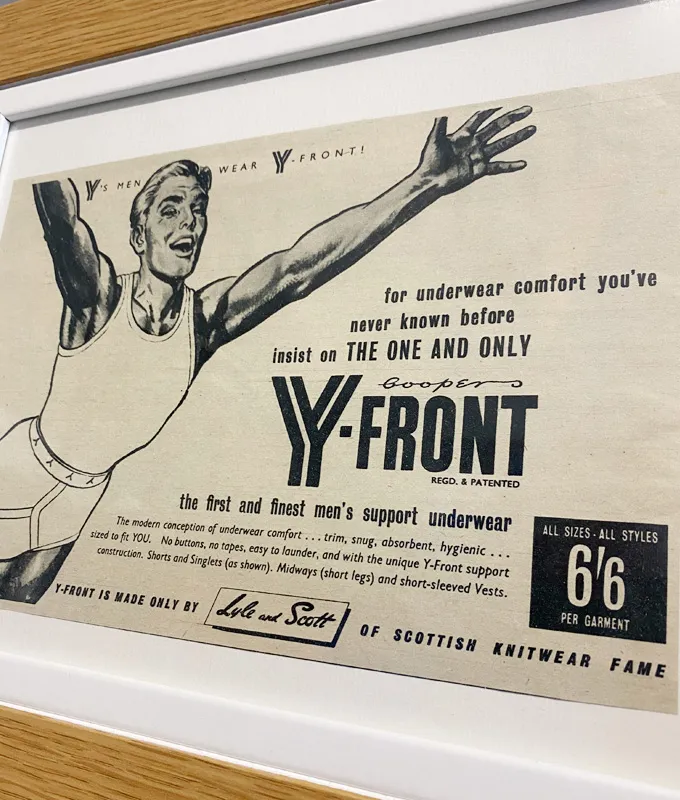 Y's MEN WEAR Y-FRONT!
for underwear comfort you've
never known before
insist on THE ONE AND ONLY
Coopers
Y-FRONT
REGD. & PATENTED
the first and finest men's support underwear
The modern conception of underwear comfort . . . trim, snug, absorbent, hygienic . . .
sized to fit YOU. No buttons, no tapes, easy to launder, and with the unique Y-Front support
construction. Shorts and Singlets (as shown). Midways (short legs) and short-sleeved Vests.
ALL SIZES - ALL STYLES
6'6
PER GARMENT
Y-FRONT IS MADE ONLY BY Lyle and Scott OF SCOTTISH KNITWEAR FAME